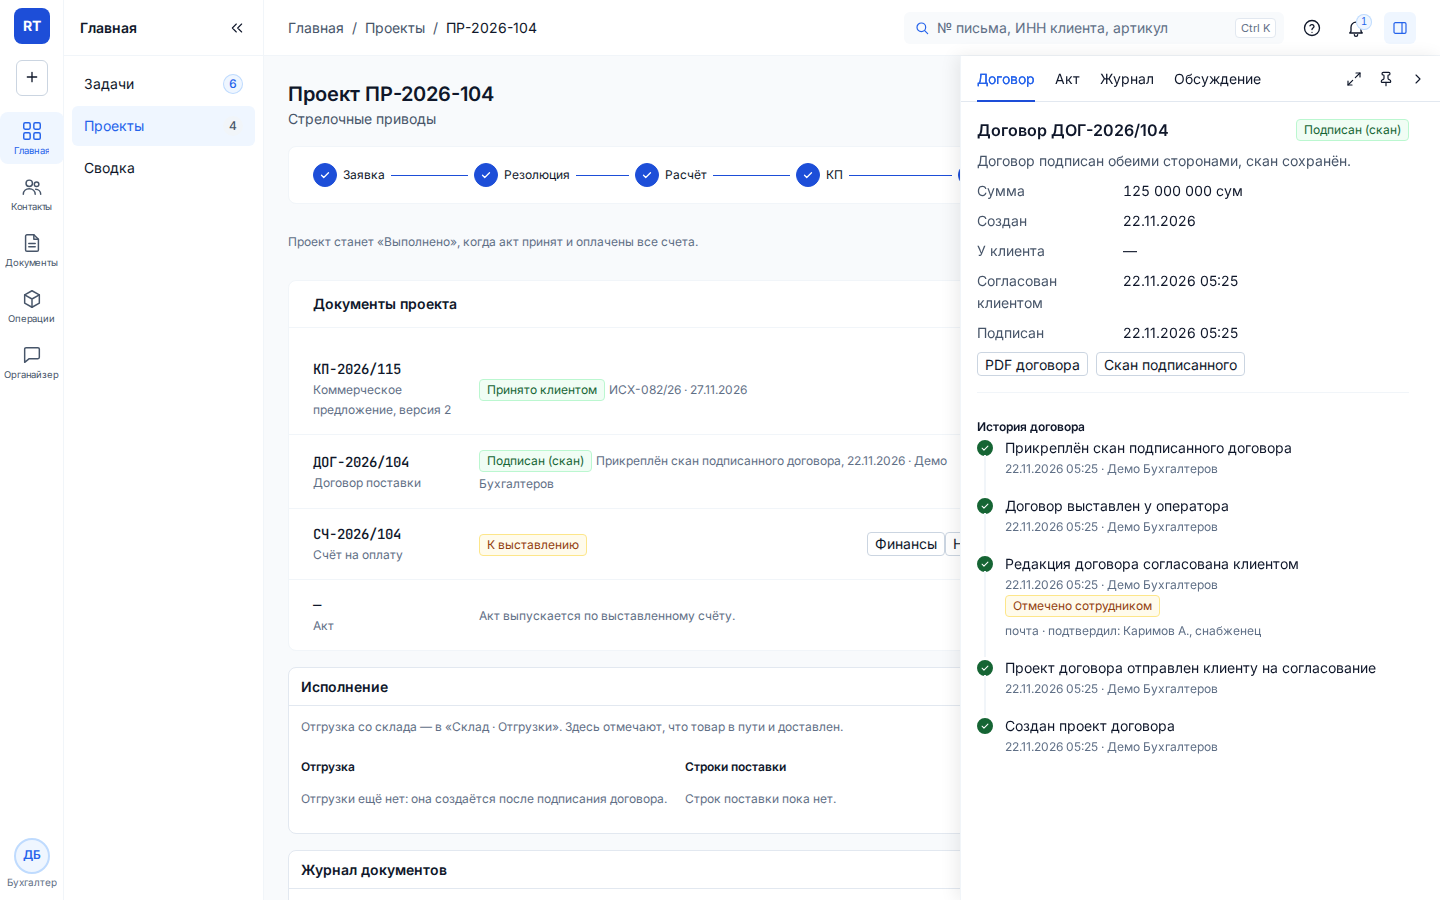 RT
Главная
Контакты
Документы
Операции
Органайзер
ДБ
Бухгалтер
Главная
Задачи 6
Проекты 4
Сводка
Главная / Проекты / ПР-2026-104
№ письма, ИНН клиента, артикул Ctrl K
1
Проект ПР-2026-104
Стрелочные приводы
Заявка
Резолюция
Расчёт
КП
Проект станет «Выполнено», когда акт принят и оплачены все счета.
Документы проекта
КП-2026/115
Коммерческое
предложение, версия 2
Принято клиентом ИСХ-082/26 · 27.11.2026
ДОГ-2026/104
Договор поставки
Подписан (скан) Прикреплён скан подписанного договора, 22.11.2026 · Демо
Бухгалтеров
СЧ-2026/104
Счёт на оплату
К выставлению
Финансы
—
Акт
Акт выпускается по выставленному счёту.
Исполнение
Отгрузка со склада — в «Склад · Отгрузки». Здесь отмечают, что товар в пути и доставлен.
Отгрузка
Отгрузки ещё нет: она создаётся после подписания договора.
Строки поставки
Строк поставки пока нет.
Журнал документов
Договор
Акт
Журнал
Обсуждение
Договор ДОГ-2026/104 Подписан (скан)
Договор подписан обеими сторонами, скан сохранён.
Сумма 125 000 000 сум
Создан 22.11.2026
У клиента —
Согласован 22.11.2026 05:25
клиентом
Подписан 22.11.2026 05:25
PDF договора
Скан подписанного
История договора
Прикреплён скан подписанного договора
22.11.2026 05:25 · Демо Бухгалтеров
Договор выставлен у оператора
22.11.2026 05:25 · Демо Бухгалтеров
Редакция договора согласована клиентом
22.11.2026 05:25 · Демо Бухгалтеров
Отмечено сотрудником
почта · подтвердил: Каримов А., снабженец
Проект договора отправлен клиенту на согласование
22.11.2026 05:25 · Демо Бухгалтеров
Создан проект договора
22.11.2026 05:25 · Демо Бухгалтеров